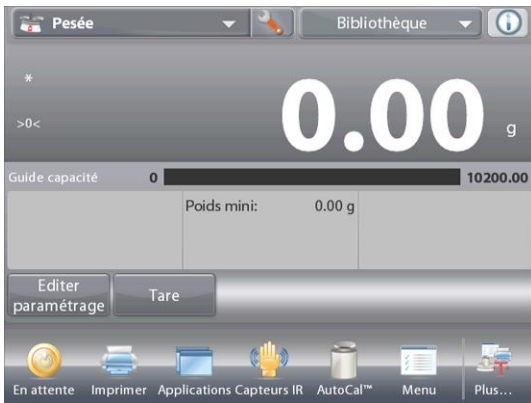 Pesée
Bibliothèque
*
>0<
0.00 g
Guide capacité 0 10200.00
Poids mini: 0.00 g
Editer paramétrage
Tare
En attente Imprimer Applications Capteurs IR AutoCal™ Menu Plus...